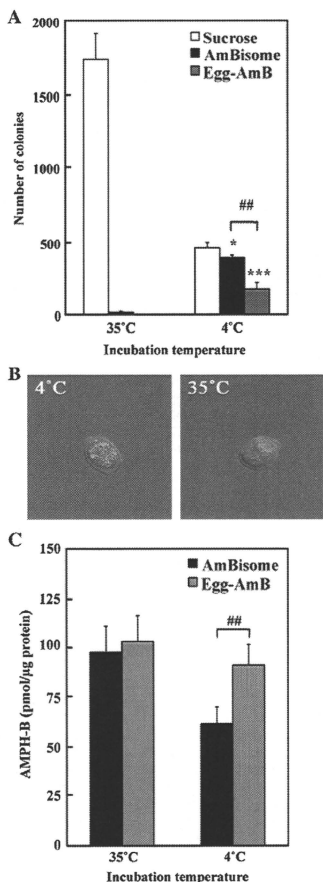 A
Sucrose
AmBisome
Egg-AmB
Number of colonies
2000
1500
1000
500
0
##
*
***
35˚C
4˚C
Incubation temperature
B
4˚C
35˚C
C
AmBisome
Egg-AmB
AMPH-B (pmol/µg protein)
150
125
100
75
50
25
0
##
35˚C
4˚C
Incubation temperature